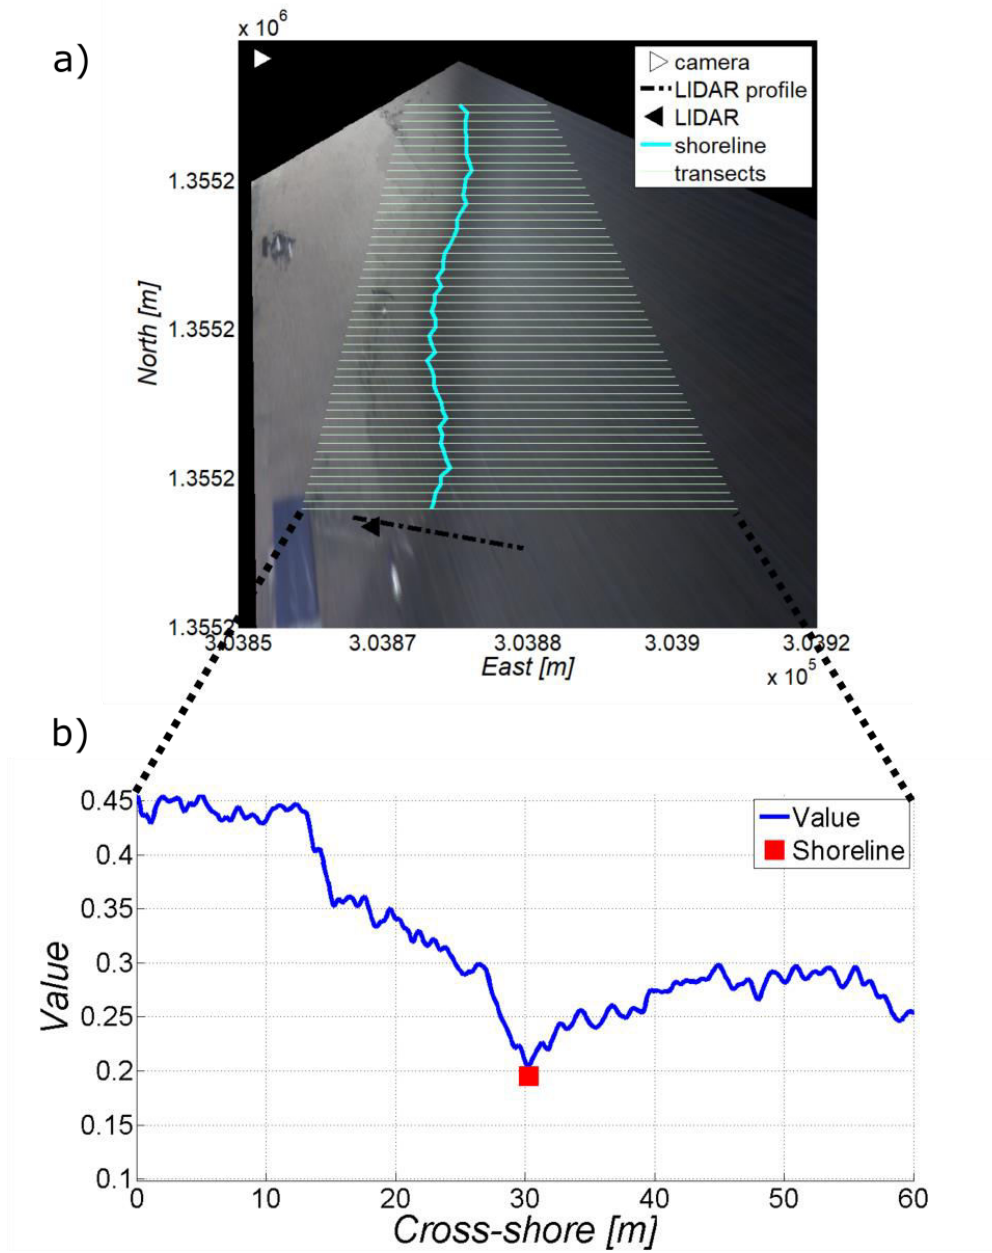 a)
x 10⁶
camera
LIDAR profile
LIDAR
shoreline
transects
1.3552
1.3552
1.3552
1.3552
North [m]
3.0385
3.0387
3.0388
3.039
3.0392
East [m]
x 10⁵
b)
0.45
0.4
0.35
0.3
0.25
0.2
0.15
0.1
Value
Value
Shoreline
0 10 20 30 40 50 60
Cross-shore [m]